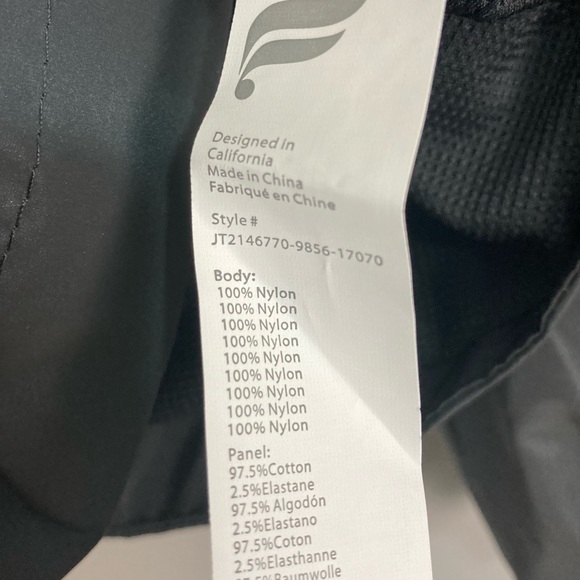 Designed in
California
Made in China
Fabriqué en Chine
Style #
JT2146770-9856-17070
Body:
100% Nylon
100% Nylon
100% Nylon
100% Nylon
100% Nylon
100% Nylon
100% Nylon
100% Nylon
100% Nylon
Panel:
97.5%Cotton
2.5%Elastane
97.5% Algodón
2.5%Elastano
97.5%Coton
2.5%Elasthanne
97.5%Baumwolle